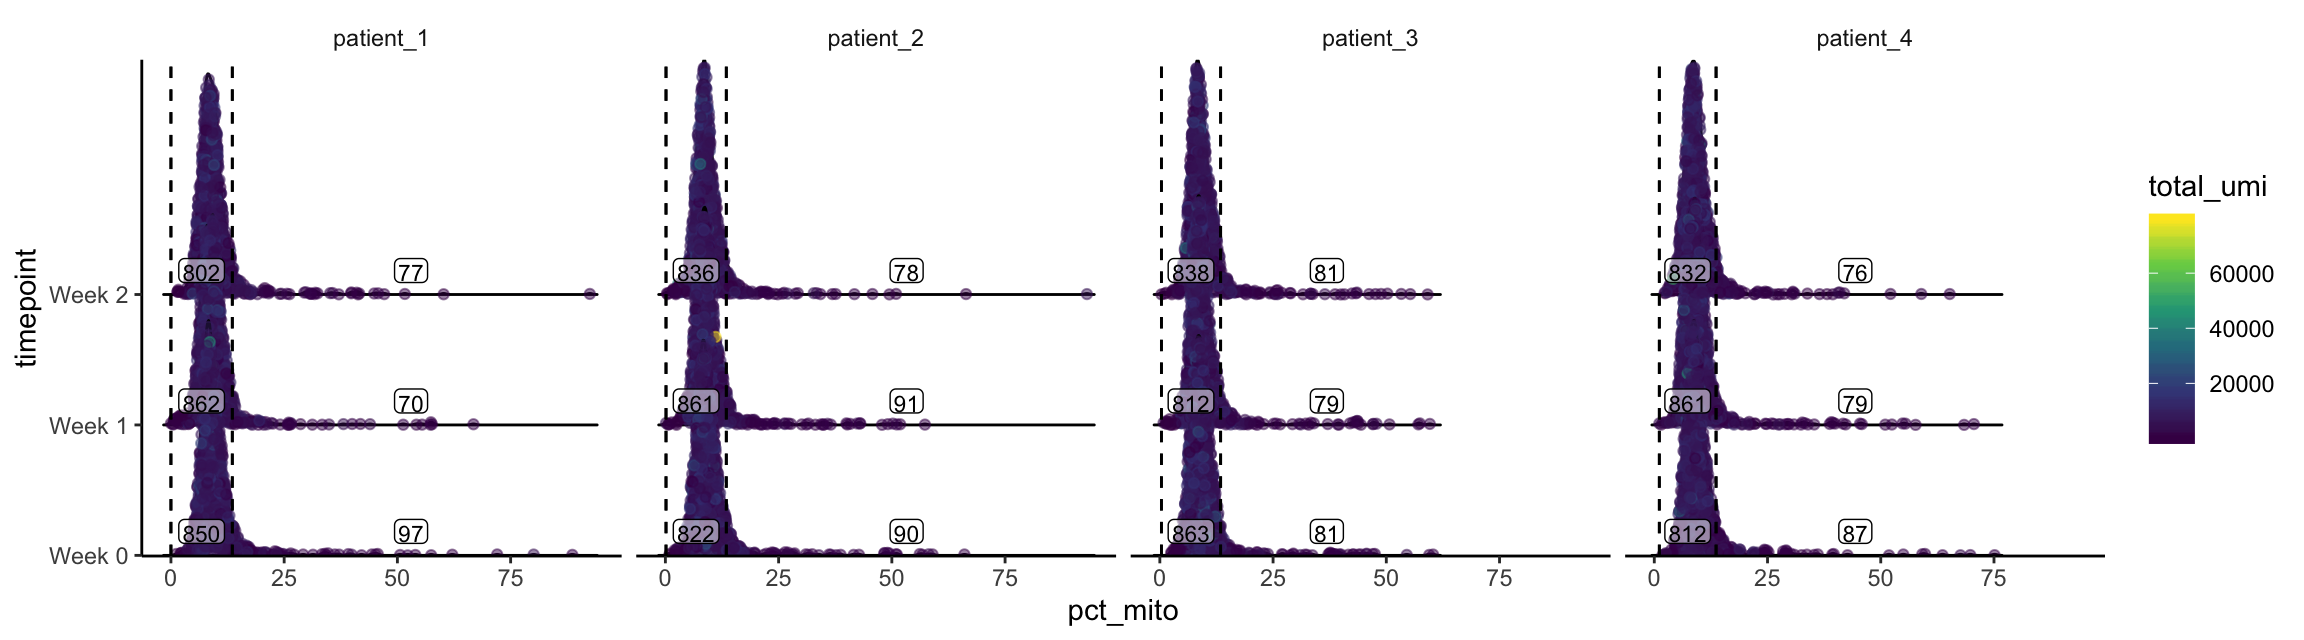 patient_1 patient_2 patient_3 patient_4
timepoint
Week 2
802 77 836 78 838 81 832 76
Week 1
862 70 861 91 812 79 861 79
Week 0
850 97 822 90 863 81 812 87
0 25 50 75 0 25 50 75 0 25 50 75 0 25 50 75
pct_mito
total_umi
60000
40000
20000